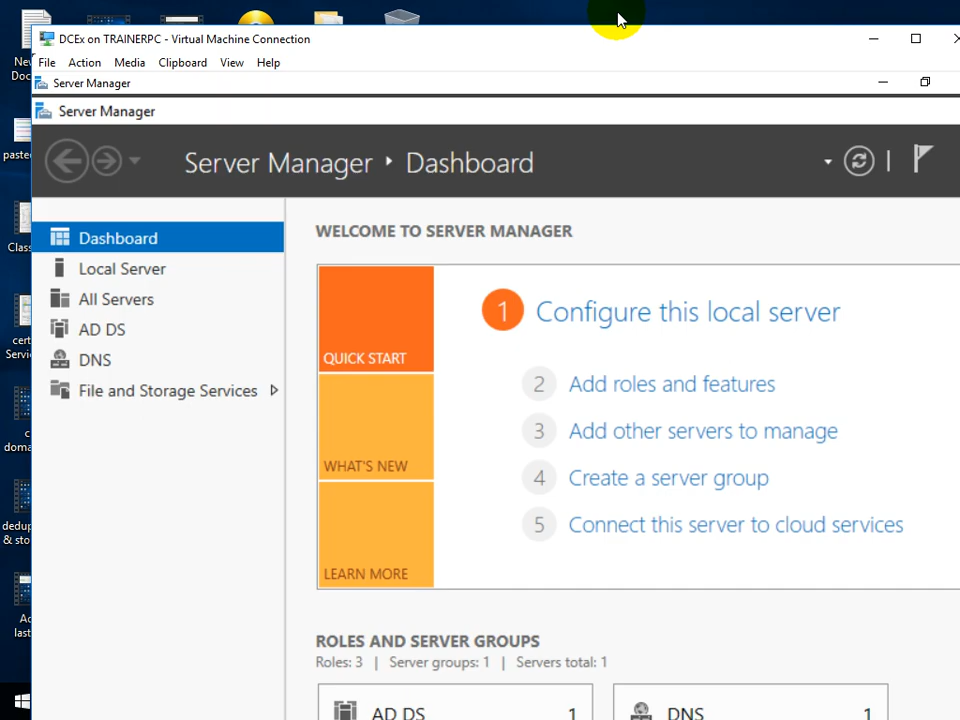 DCEx on TRAINERPC - Virtual Machine Connection
File Action Media Clipboard View Help
Server Manager
Server Manager
Server Manager Dashboard
Dashboard
Local Server
All Servers
AD DS
DNS
File and Storage Services
WELCOME TO SERVER MANAGER
QUICK START
WHAT'S NEW
LEARN MORE
1 Configure this local server
2 Add roles and features
3 Add other servers to manage
4 Create a server group
5 Connect this server to cloud services
ROLES AND SERVER GROUPS
Roles: 3 | Server groups: 1 | Servers total: 1
AD DS 1
DNS 1